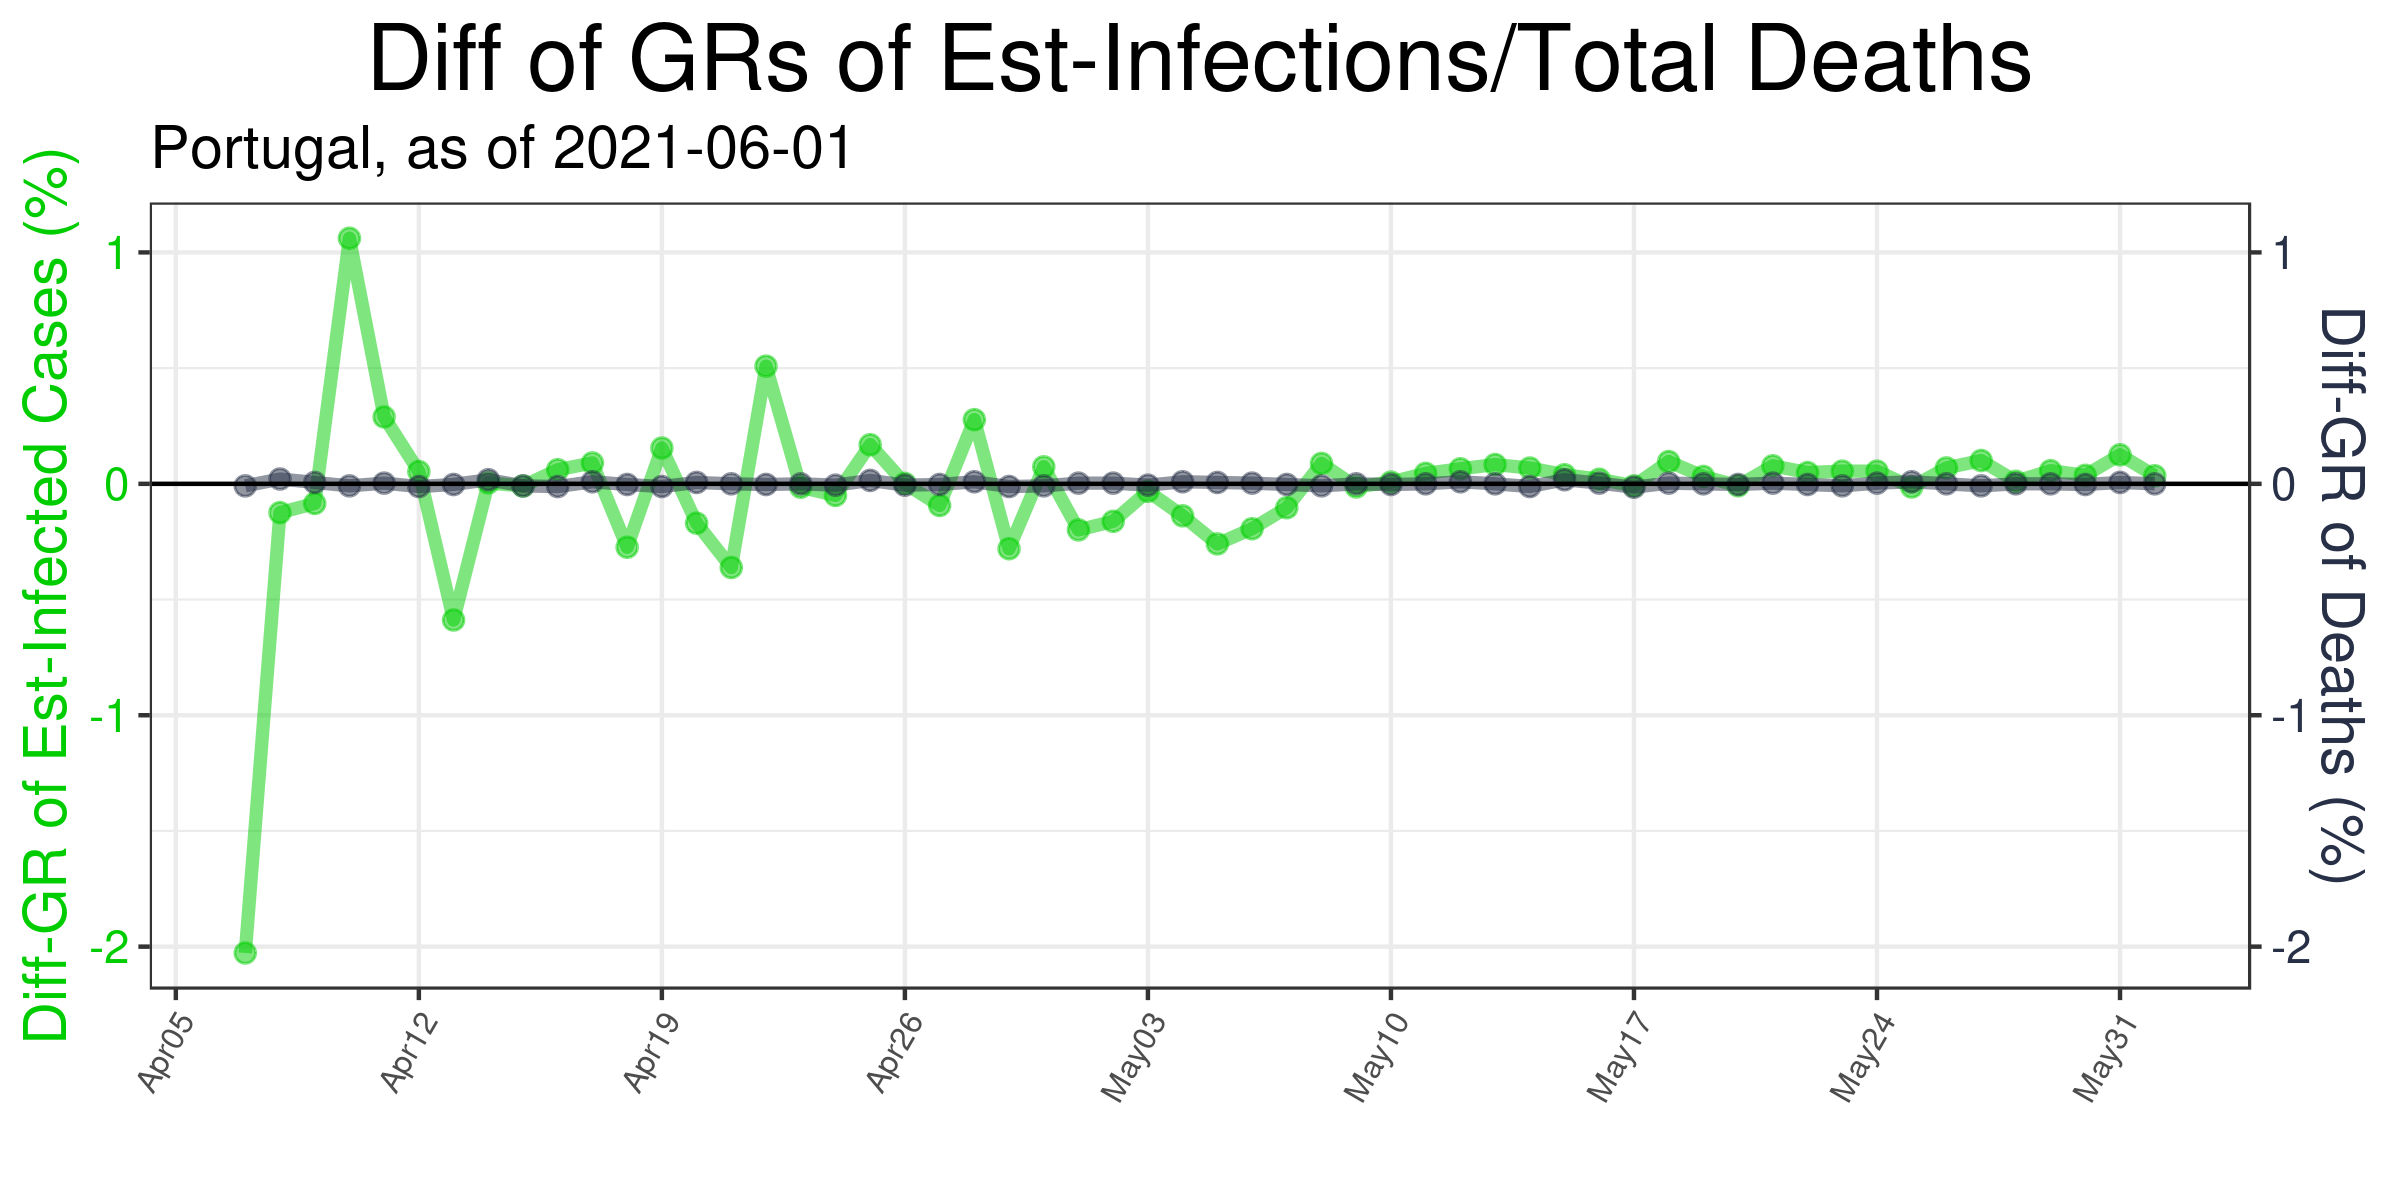 Diff of GRs of Est-Infections/Total Deaths
Portugal, as of 2021-06-01
Diff-GR of Est-Infected Cases (%)
1
0
-1
-2
1
0
-1
-2
Diff-GR of Deaths (%)
Apr05
Apr12
Apr19
Apr26
May03
May10
May17
May24
May31